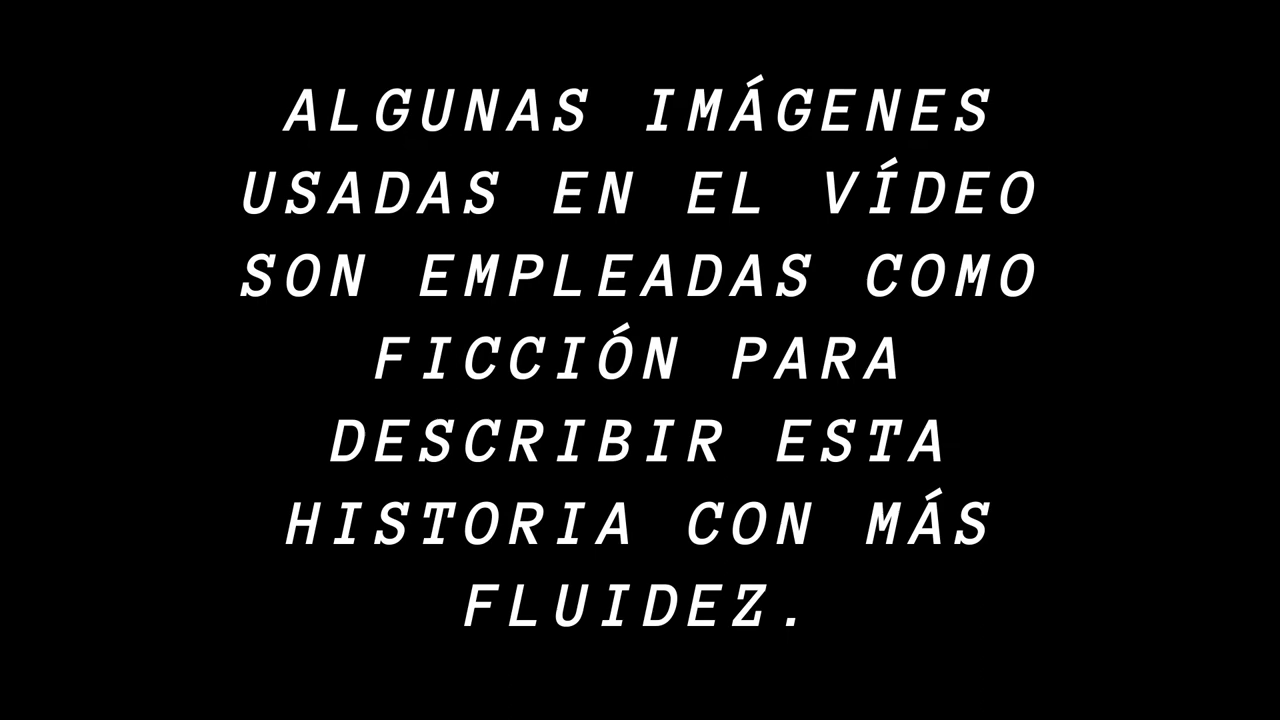 ALGUNAS IMÁGENES
USADAS EN EL VÍDEO
SON EMPLEADAS COMO
FICCIÓN PARA
DESCRIBIR ESTA
HISTORIA CON MÁS
FLUIDEZ.